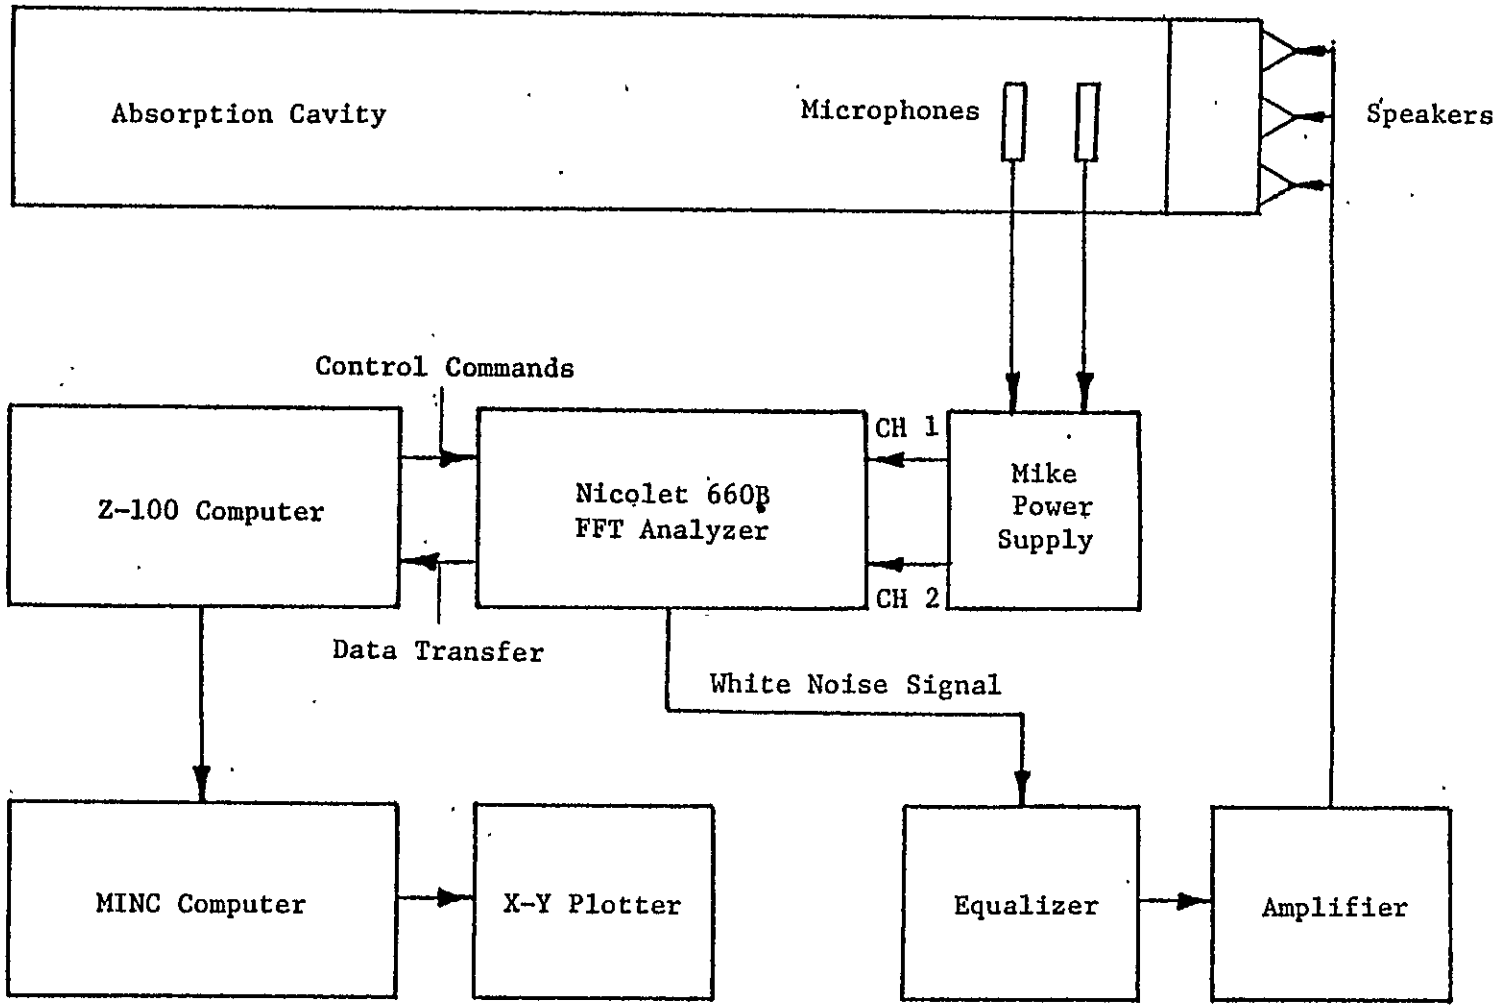 Absorption Cavity
Microphones
Speakers
Control Commands
CH 1
Z-100 Computer
Nicolet 660B
FFT Analyzer
Mike
Power
Supply
CH 2
Data Transfer
White Noise Signal
MINC Computer
X-Y Plotter
Equalizer
Amplifier